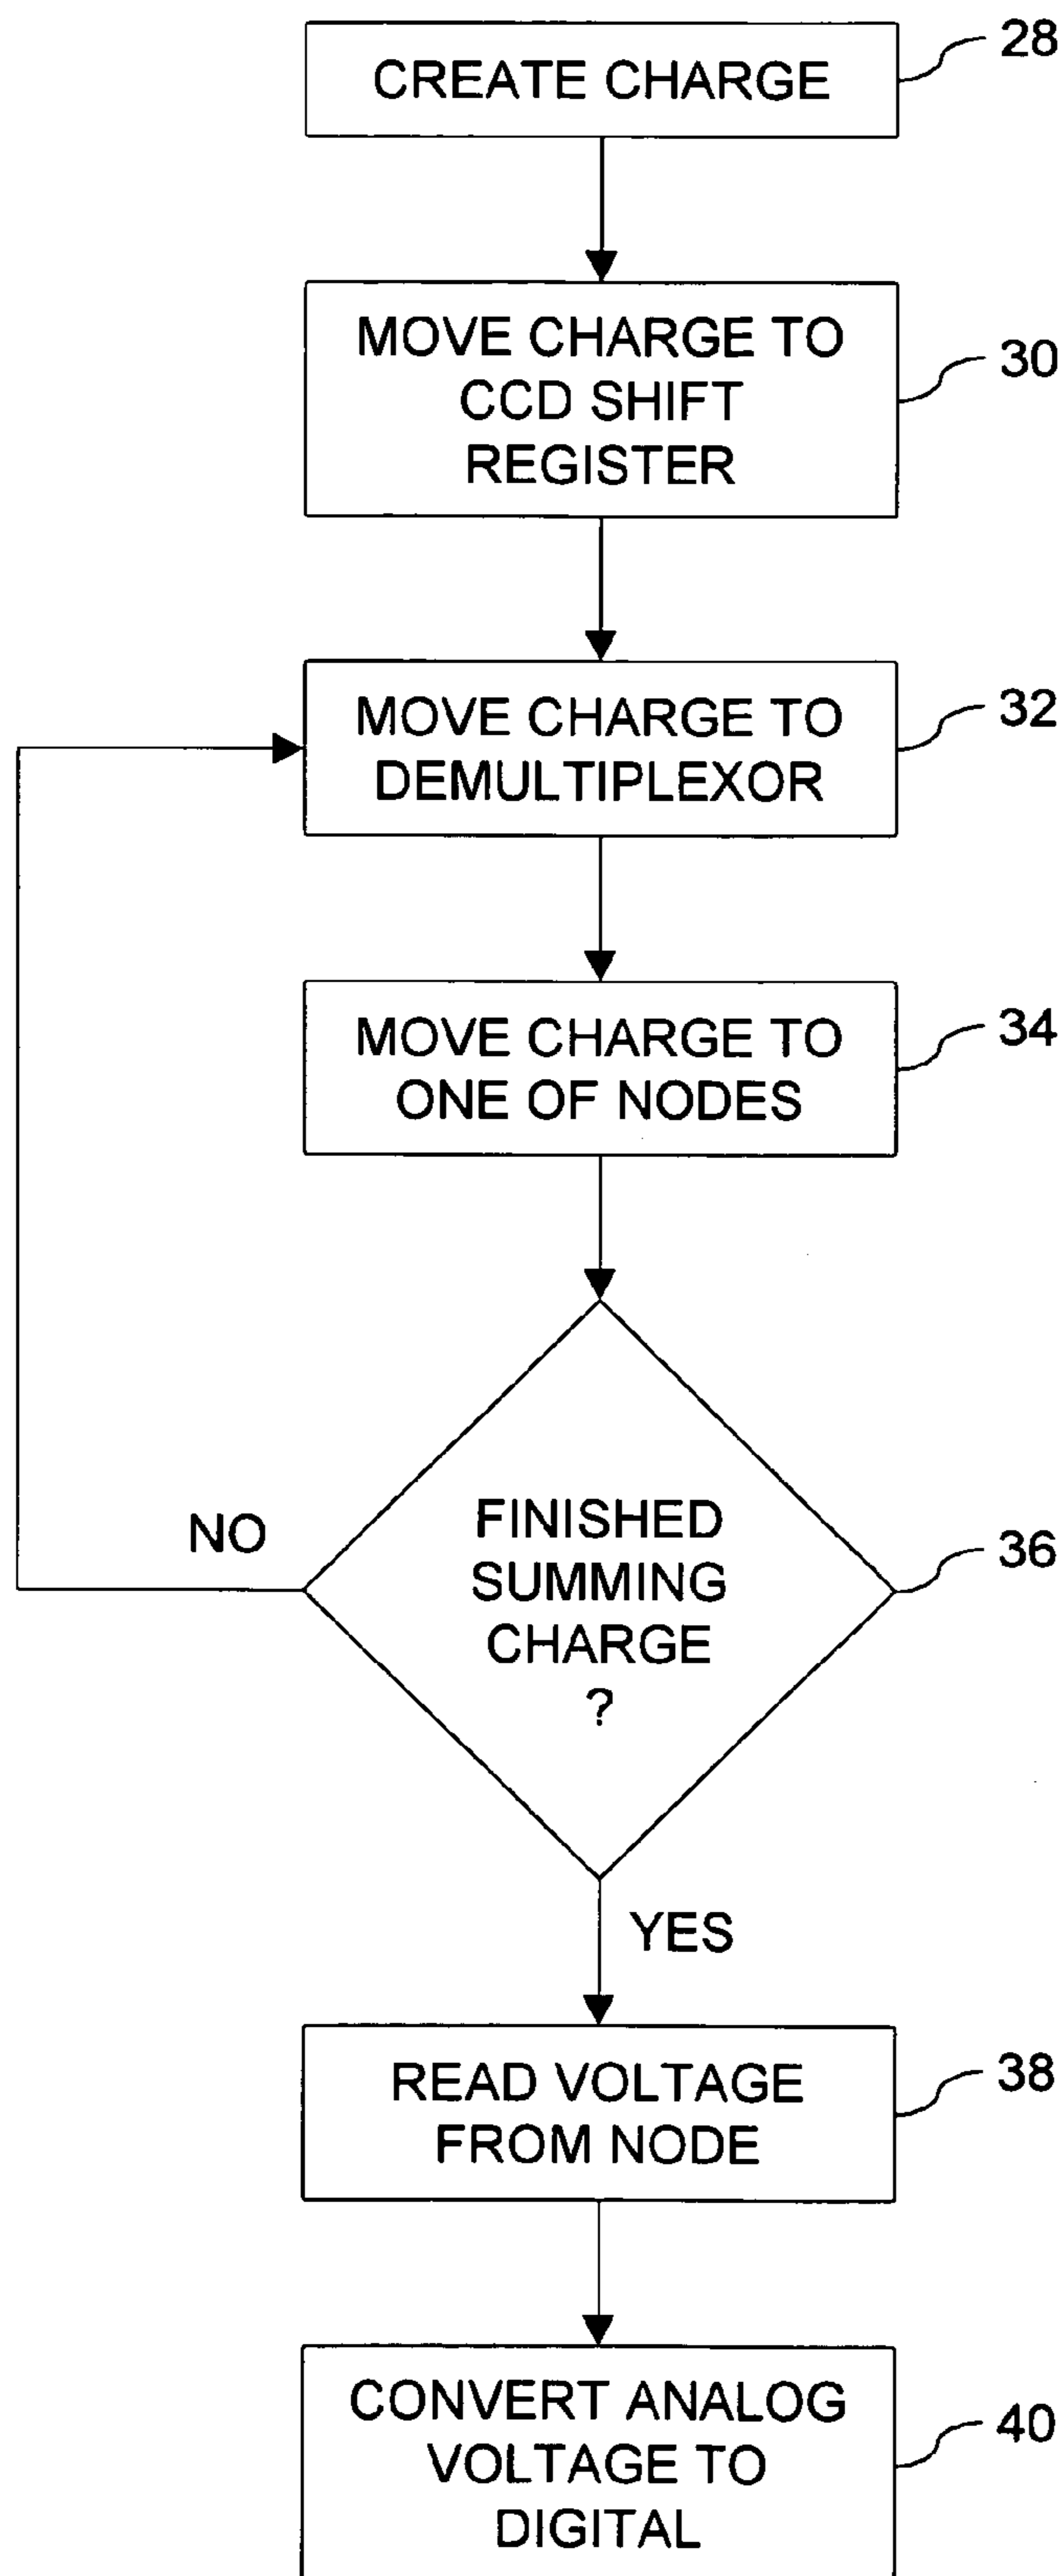 CREATE CHARGE
28
MOVE CHARGE TO
CCD SHIFT
REGISTER
30
MOVE CHARGE TO
DEMULTIPLEXOR
32
MOVE CHARGE TO
ONE OF NODES
34
FINISHED
SUMMING
CHARGE
?
36
NO
YES
READ VOLTAGE
FROM NODE
38
CONVERT ANALOG
VOLTAGE TO
DIGITAL
40